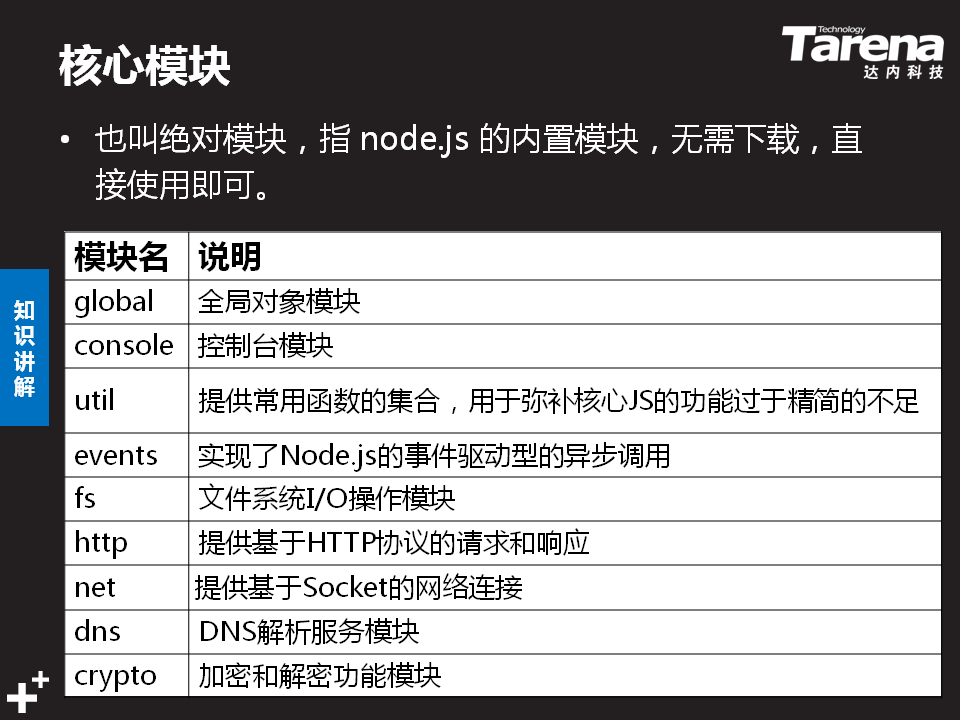 核心模块
Technology
Tarena
达内科技
• 也叫绝对模块，指 node.js 的内置模块，无需下载，直
接使用即可。
知识讲解
模块名 说明
global 全局对象模块
console 控制台模块
util 提供常用函数的集合，用于弥补核心JS的功能过于精简的不足
events 实现了Node.js的事件驱动型的异步调用
fs 文件系统I/O操作模块
http 提供基于HTTP协议的请求和响应
net 提供基于Socket的网络连接
dns DNS解析服务模块
crypto 加密和解密功能模块